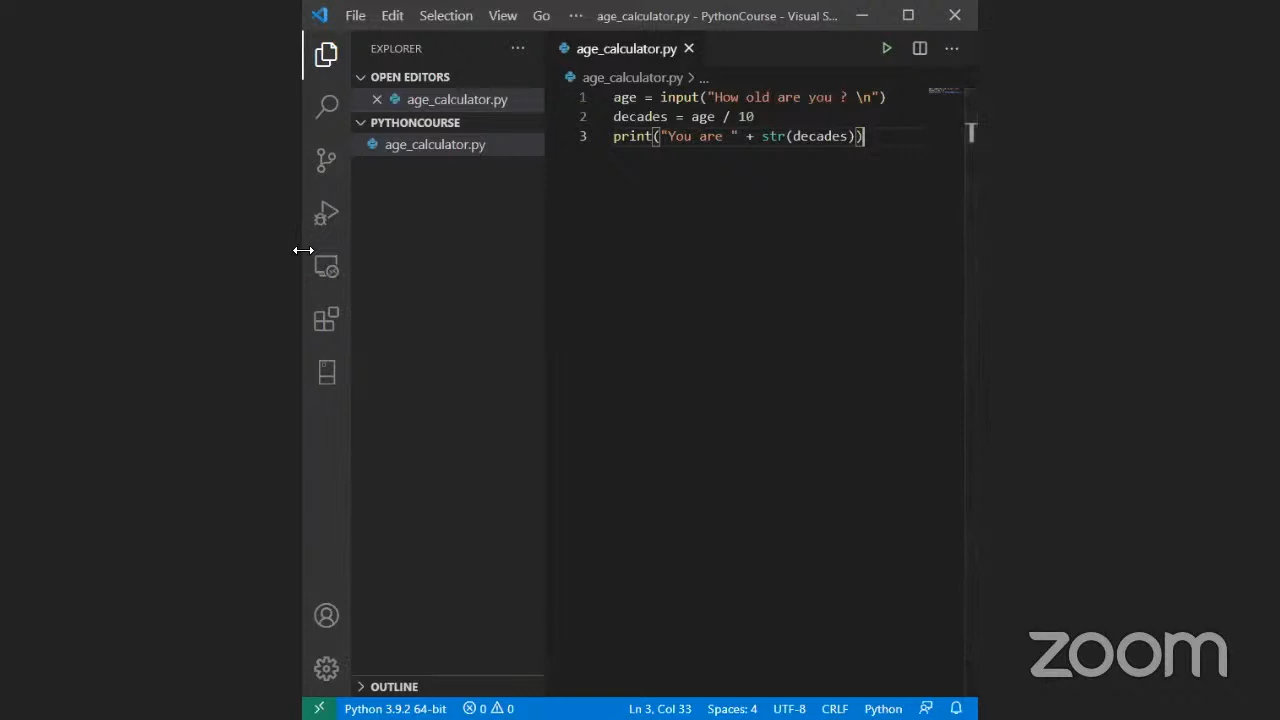 File Edit Selection View Go ··· age_calculator.py - PythonCourse - Visual S...
EXPLORER ···
OPEN EDITORS
age_calculator.py
PYTHONCOURSE
age_calculator.py
OUTLINE
age_calculator.py
age_calculator.py > ...
1 age = input("How old are you ? \n")
2 decades = age / 10
3 print("You are " + str(decades))
T
Python 3.9.2 64-bit 0 0 Ln 3, Col 33 Spaces: 4 UTF-8 CRLF Python
zoom